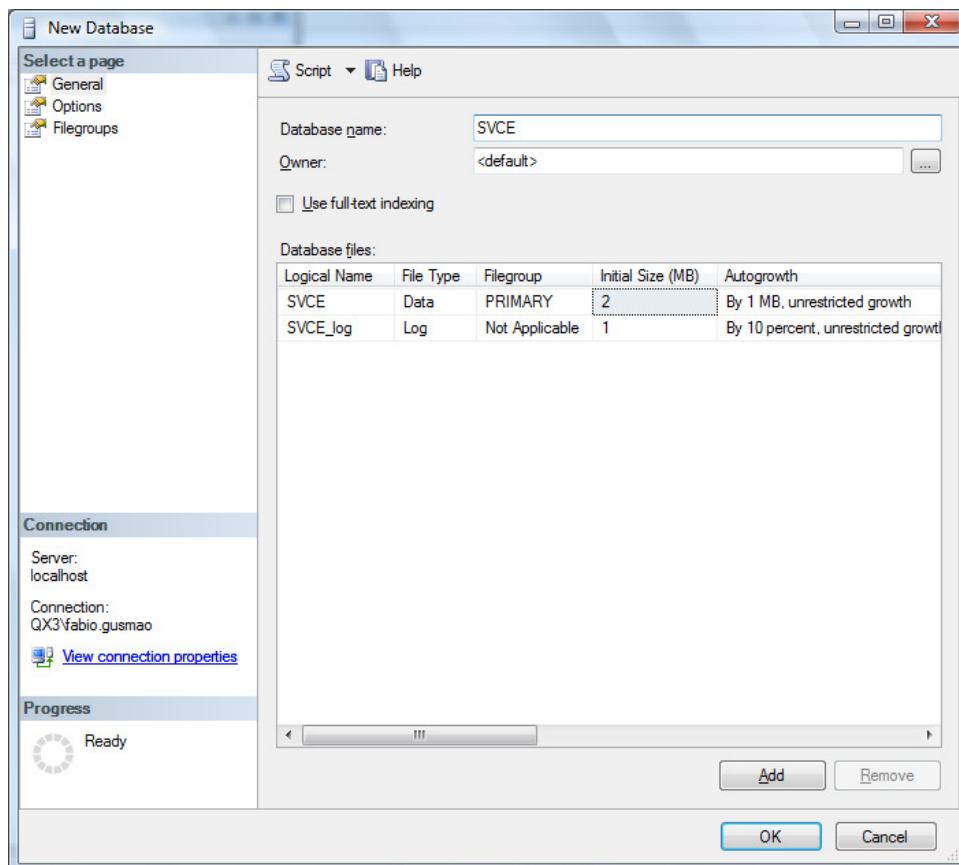 New Database
Select a page
General
Options
Filegroups
Script Help
Database name: SVCE
Owner: <default> ...
Use full-text indexing
Database files:
Logical Name File Type Filegroup Initial Size (MB) Autogrowth
SVCE Data PRIMARY 2 By 1 MB, unrestricted growth
SVCE_log Log Not Applicable 1 By 10 percent, unrestricted growth
Connection
Server:
localhost
Connection:
QX3\fabio.gusmao
View connection properties
Progress
Ready
Add Remove
OK Cancel